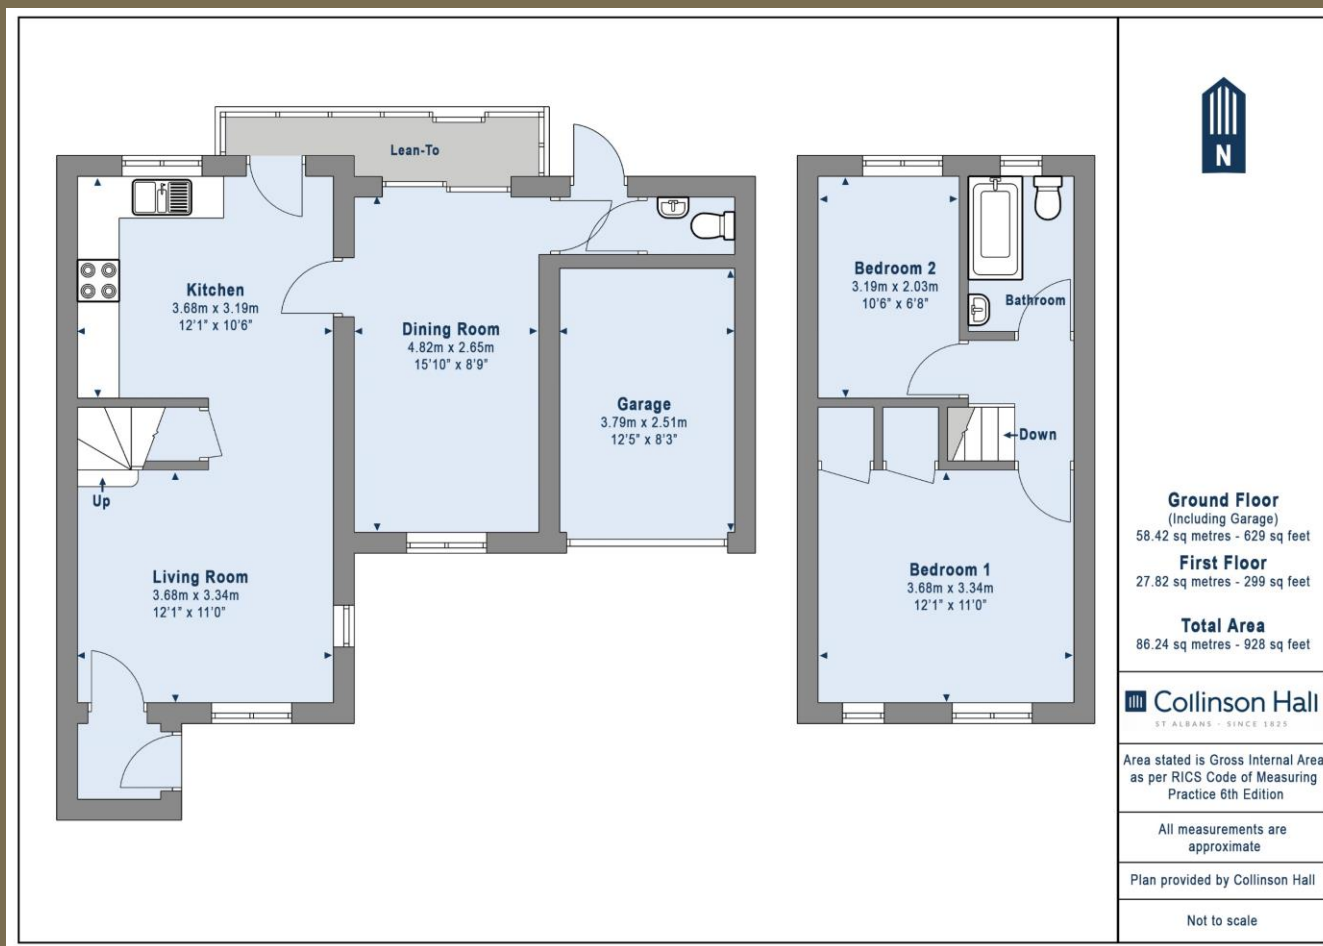 Lean-To
Kitchen
3.68m x 3.19m
12'1" x 10'6"
Dining Room
4.82m x 2.65m
15'10" x 8'9"
Garage
3.79m x 2.51m
12'5" x 8'3"
Up
Living Room
3.68m x 3.34m
12'1" x 11'0"
Bedroom 2
3.19m x 2.03m
10'6" x 6'8"
Bathroom
Down
Bedroom 1
3.68m x 3.34m
12'1" x 11'0"
N
Ground Floor
(Including Garage)
58.42 sq metres - 629 sq feet
First Floor
27.82 sq metres - 299 sq feet
Total Area
86.24 sq metres - 928 sq feet
Collinson Hall
ST ALBANS · SINCE 1825
Area stated is Gross Internal Area
as per RICS Code of Measuring
Practice 6th Edition
All measurements are
approximate
Plan provided by Collinson Hall
Not to scale